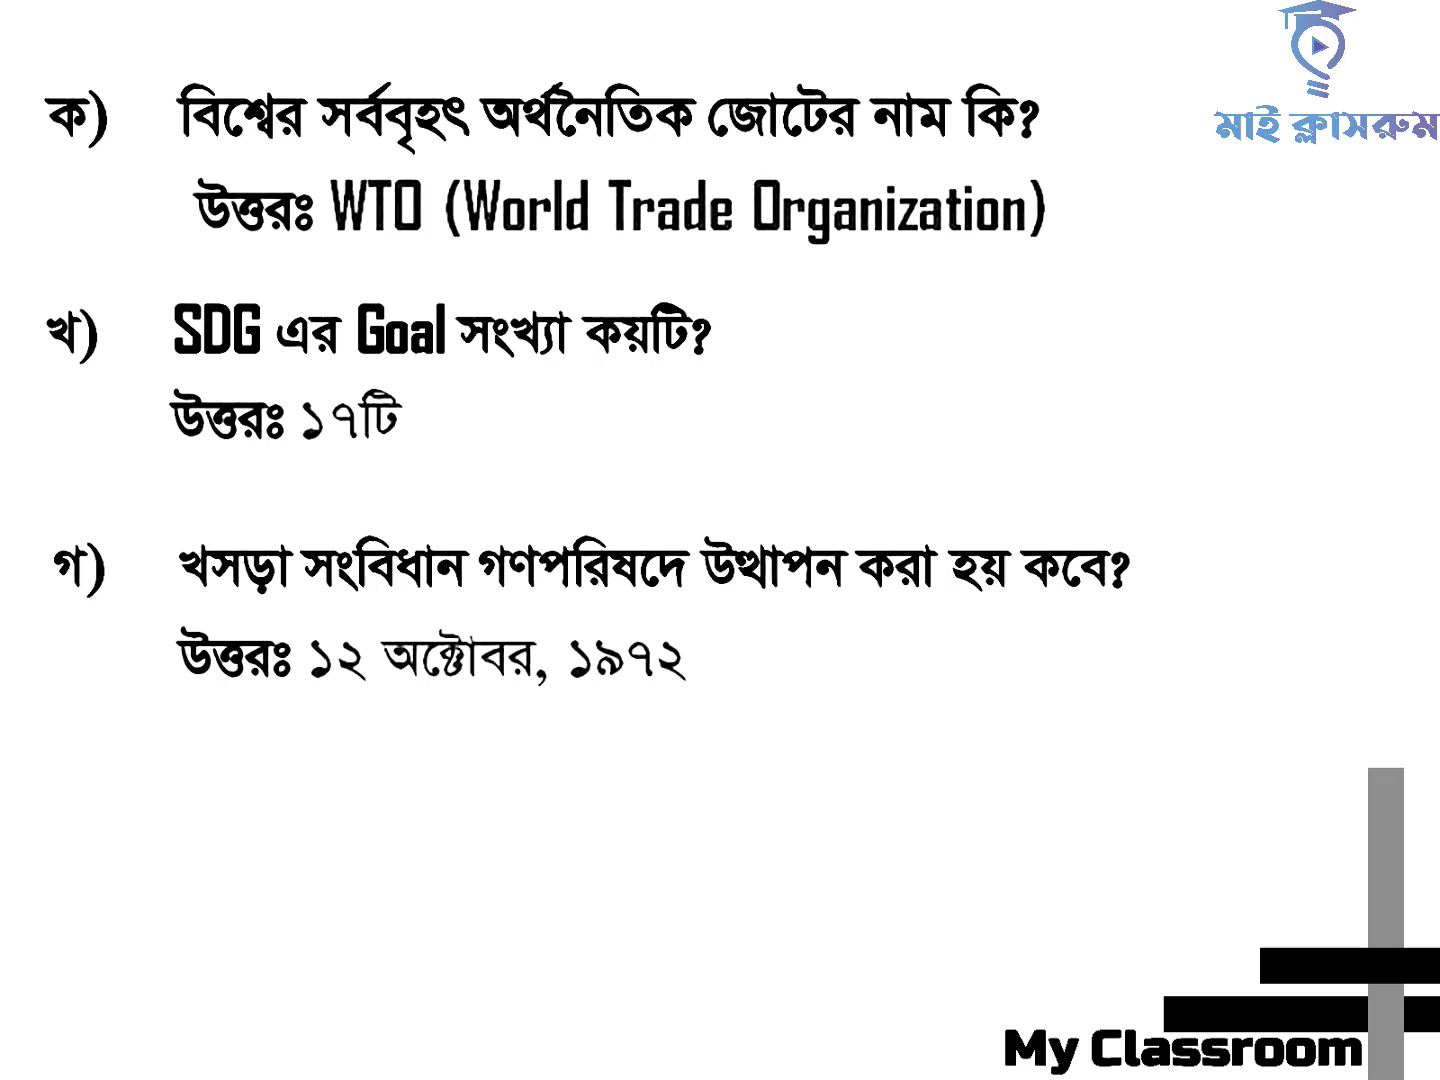 মাই ক্লাসরুম
ক) বিশ্বের সর্ববৃহৎ অর্থনৈতিক জোটের নাম কি?
উত্তরঃ WTO (World Trade Organization)
খ) SDG এর Goal সংখ্যা কয়টি?
উত্তরঃ ১৭টি
গ) খসড়া সংবিধান গণপরিষদে উত্থাপন করা হয় কবে?
উত্তরঃ ১২ অক্টোবর, ১৯৭২
My Classroom